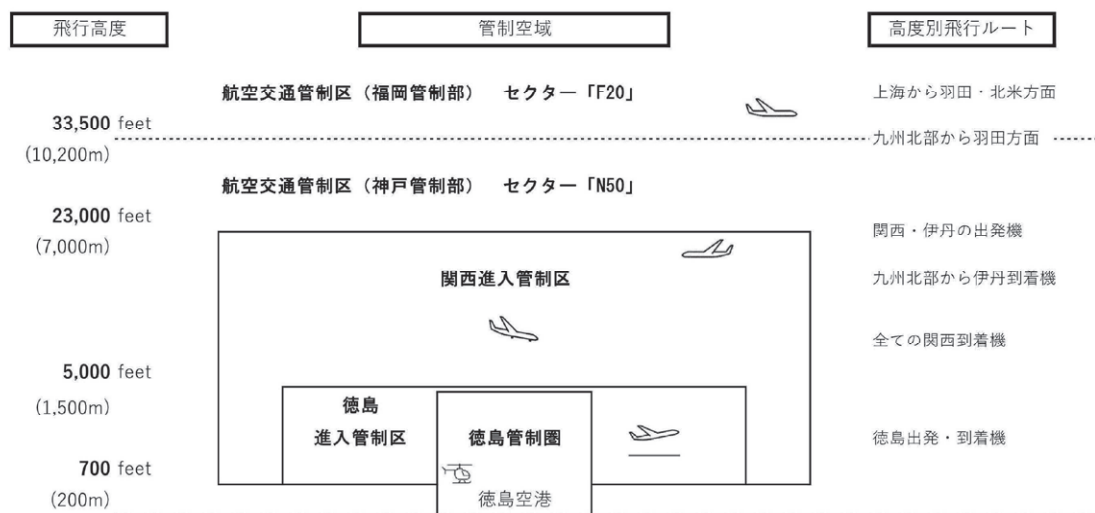 飛行高度
管制空域
高度別飛行ルート
航空交通管制区（福岡管制部） セクター「F20」
上海から羽田・北米方面
33,500 feet
(10,200m)
九州北部から羽田方面
航空交通管制区（神戸管制部） セクター「N50」
23,000 feet
(7,000m)
関西・伊丹の出発機
関西進入管制区
九州北部から伊丹到着機
全ての関西到着機
5,000 feet
(1,500m)
徳島
進入管制区
徳島管制圏
徳島出発・到着機
700 feet
(200m)
徳島空港